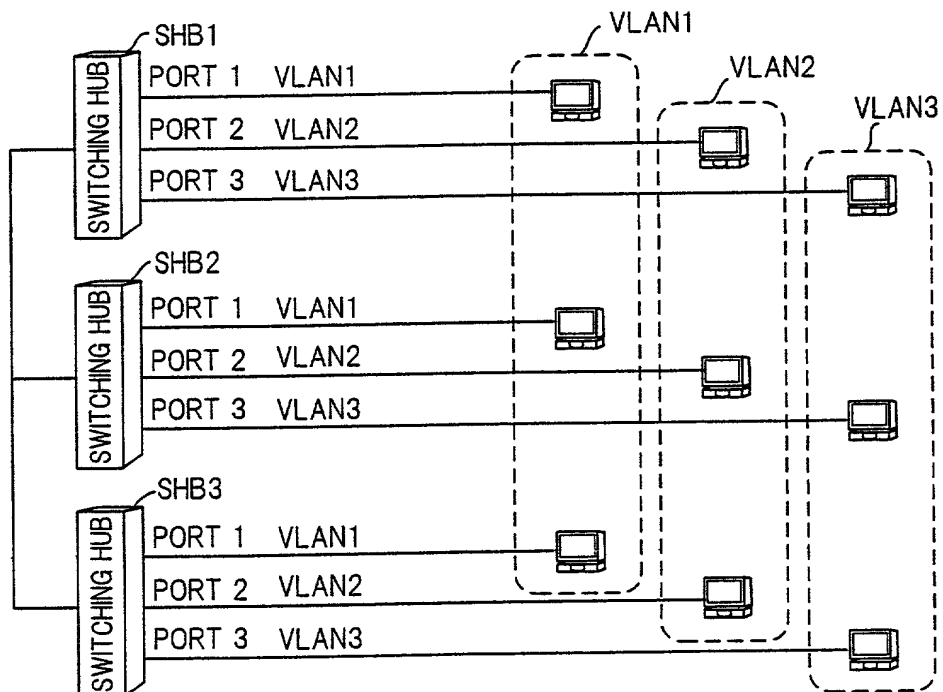 SHB1
VLAN1
VLAN2
VLAN3
SWITCHING HUB
PORT 1 VLAN1
PORT 2 VLAN2
PORT 3 VLAN3
SHB2
SWITCHING HUB
PORT 1 VLAN1
PORT 2 VLAN2
PORT 3 VLAN3
SHB3
SWITCHING HUB
PORT 1 VLAN1
PORT 2 VLAN2
PORT 3 VLAN3